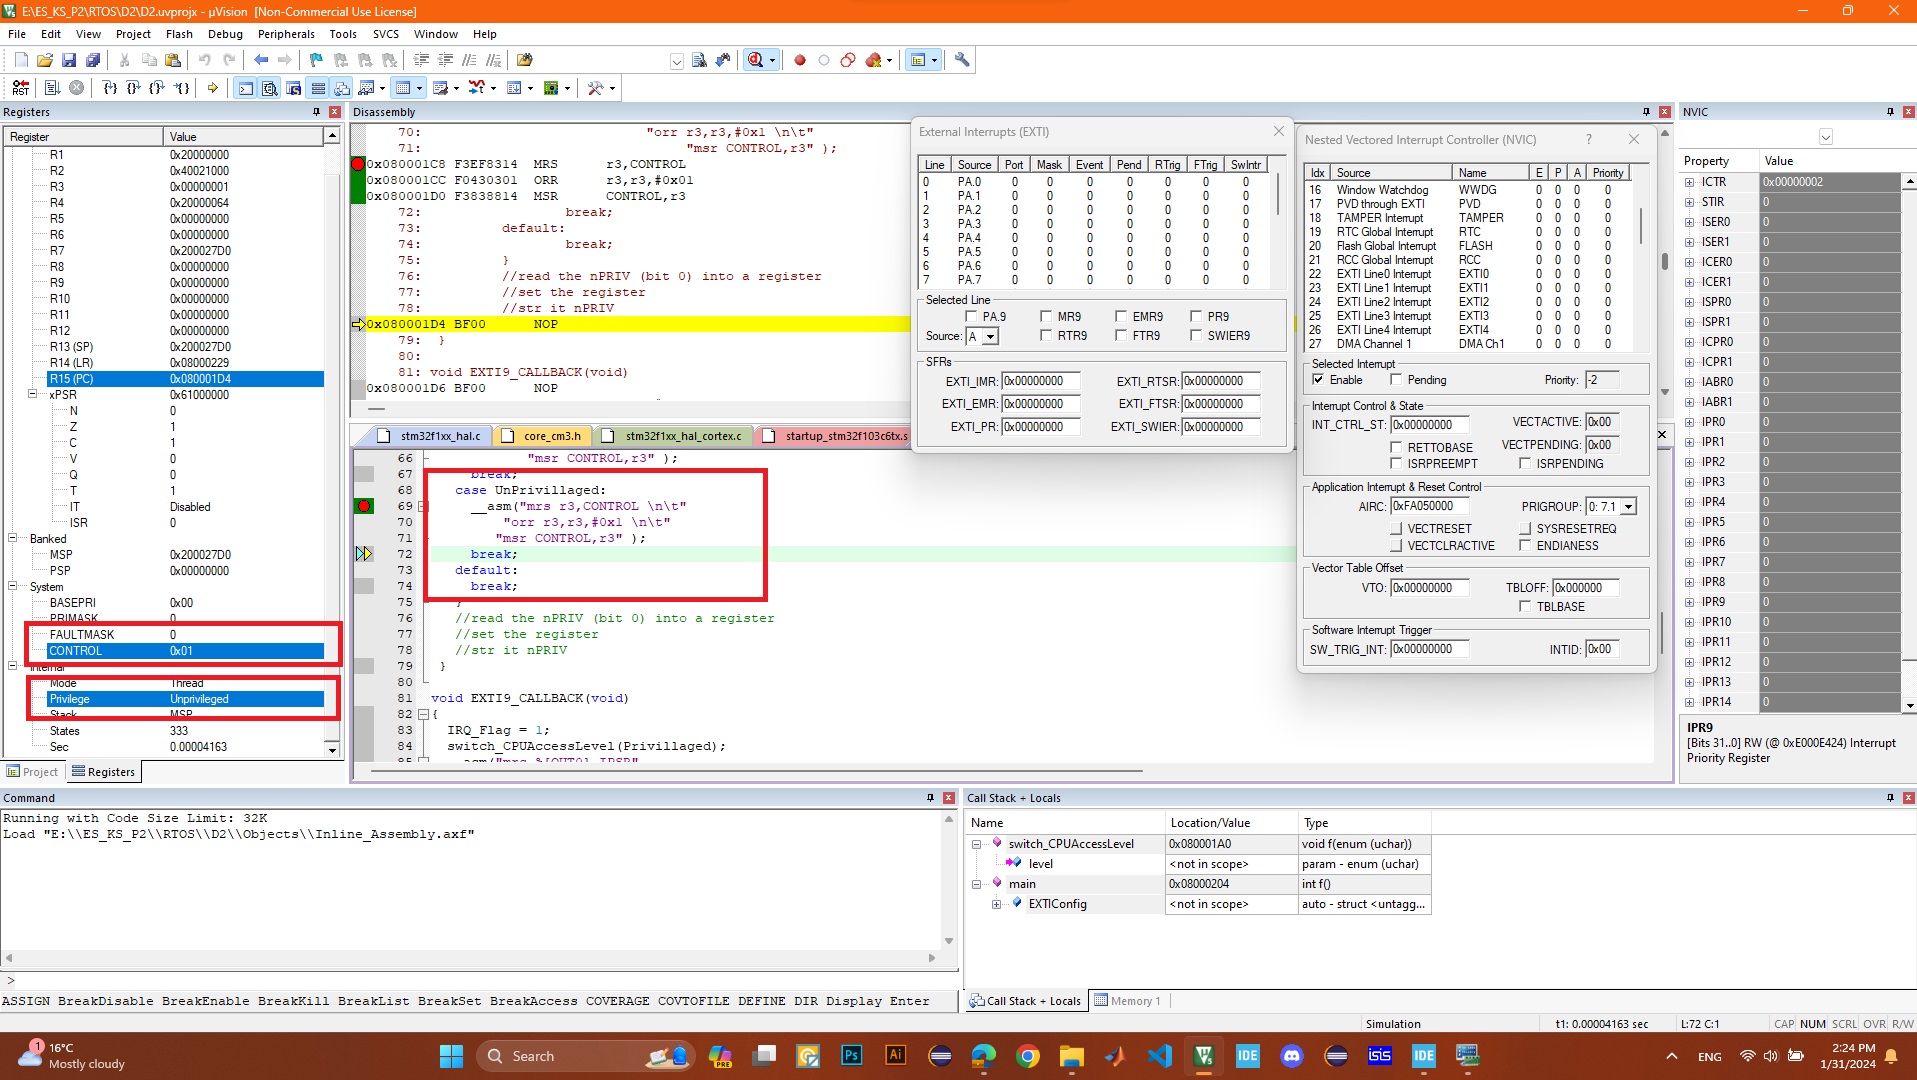 E:\ES_KS_P2\RTOS\D2\D2.uvprojx - µVision [Non-Commercial Use License]
File Edit View Project Flash Debug Peripherals Tools SVCS Window Help
Registers
Register Value
R1 0x20000000
R2 0x40021000
R3 0x00000001
R4 0x20000064
R5 0x00000000
R6 0x00000000
R7 0x200027D0
R8 0x00000000
R9 0x00000000
R10 0x00000000
R11 0x00000000
R12 0x00000000
R13 (SP) 0x200027D0
R14 (LR) 0x08000229
R15 (PC) 0x080001D4
xPSR 0x61000000
N 0
Z 1
C 1
V 0
Q 0
T 1
IT Disabled
ISR 0
Banked
MSP 0x200027D0
PSP 0x00000000
System
BASEPRI 0x00
PRIMASK 0
FAULTMASK 0
CONTROL 0x01
Internal
Mode Thread
Privilege Unprivileged
Stack MSP
States 333
Sec 0.00004163
Project Registers
Disassembly
70: "orr r3,r3,#0x1 \n\t"
71: "msr CONTROL,r3" );
0x080001C8 F3EF8314 MRS r3,CONTROL
0x080001CC F0430301 ORR r3,r3,#0x01
0x080001D0 F3838814 MSR CONTROL,r3
72: break;
73: default:
74: break;
75: }
76: //read the nPRIV (bit 0) into a register
77: //set the register
78: //str it nPRIV
0x080001D4 BF00 NOP
79: }
80:
81: void EXTI9_CALLBACK(void)
0x080001D6 BF00 NOP
stm32f1xx_hal.c core_cm3.h stm32f1xx_hal_cortex.c startup_stm32f103c6tx.s
66 "msr CONTROL,r3" );
67 break;
68 case UnPrivillaged:
69 __asm("mrs r3,CONTROL \n\t"
70 "orr r3,r3,#0x1 \n\t"
71 "msr CONTROL,r3" );
72 break;
73 default:
74 break;
75 }
76 //read the nPRIV (bit 0) into a register
77 //set the register
78 //str it nPRIV
79 }
80
81 void EXTI9_CALLBACK(void)
82 {
83 IRQ_Flag = 1;
84 switch_CPUAccessLevel(Privillaged);
External Interrupts (EXTI)
Line Source Port Mask Event Pend RTrig FTrig SwIntr
0 PA.0 0 0 0 0 0 0 0
1 PA.1 0 0 0 0 0 0 0
2 PA.2 0 0 0 0 0 0 0
3 PA.3 0 0 0 0 0 0 0
4 PA.4 0 0 0 0 0 0 0
5 PA.5 0 0 0 0 0 0 0
6 PA.6 0 0 0 0 0 0 0
7 PA.7 0 0 0 0 0 0 0
Selected Line
PA.9 MR9 EMR9 PR9
Source: A RTR9 FTR9 SWIER9
SFRs
EXTI_IMR: 0x00000000 EXTI_RTSR: 0x00000000
EXTI_EMR: 0x00000000 EXTI_FTSR: 0x00000000
EXTI_PR: 0x00000000 EXTI_SWIER: 0x00000000
Nested Vectored Interrupt Controller (NVIC) ?
Idx Source Name E P A Priority
16 Window Watchdog WWDG 0 0 0 0
17 PVD through EXTI PVD 0 0 0 0
18 TAMPER Interrupt TAMPER 0 0 0 0
19 RTC Global Interrupt RTC 0 0 0 0
20 Flash Global Interrupt FLASH 0 0 0 0
21 RCC Global Interrupt RCC 0 0 0 0
22 EXTI Line0 Interrupt EXTI0 0 0 0 0
23 EXTI Line1 Interrupt EXTI1 0 0 0 0
24 EXTI Line2 Interrupt EXTI2 0 0 0 0
25 EXTI Line3 Interrupt EXTI3 0 0 0 0
26 EXTI Line4 Interrupt EXTI4 0 0 0 0
27 DMA Channel 1 DMA Ch1 0 0 0 0
Selected Interrupt
Enable Pending Priority: -2
Interrupt Control & State
INT_CTRL_ST: 0x00000000 VECTACTIVE: 0x00
RETTOBASE VECTPENDING: 0x00
ISRPREEMPT ISRPENDING
Application Interrupt & Reset Control
AIRC: 0xFA050000 PRIGROUP: 0: 7.1
VECTRESET SYSRESETREQ
VECTCLRACTIVE ENDIANESS
Vector Table Offset
VTO: 0x00000000 TBLOFF: 0x000000
TBLBASE
Software Interrupt Trigger
SW_TRIG_INT: 0x00000000 INTID: 0x00
NVIC
Property Value
ICTR 0x00000002
STIR 0
ISER0 0
ISER1 0
ICER0 0
ICER1 0
ISPR0 0
ISPR1 0
ICPR0 0
ICPR1 0
IABR0 0
IABR1 0
IPR0 0
IPR1 0
IPR2 0
IPR3 0
IPR4 0
IPR5 0
IPR6 0
IPR7 0
IPR8 0
IPR9 0
IPR10 0
IPR11 0
IPR12 0
IPR13 0
IPR14 0
IPR9
[Bits 31..0] RW (@ 0xE000E424) Interrupt
Priority Register
Command
Running with Code Size Limit: 32K
Load "E:\\ES_KS_P2\\RTOS\\D2\\Objects\\Inline_Assembly.axf"
>
ASSIGN BreakDisable BreakEnable BreakKill BreakList BreakSet BreakAccess COVERAGE COVTOFILE DEFINE DIR Display Enter
Call Stack + Locals
Name Location/Value Type
switch_CPUAccessLevel 0x080001A0 void f(enum (uchar))
level <not in scope> param - enum (uchar)
main 0x08000204 int f()
EXTIConfig <not in scope> auto - struct <untagg...
Call Stack + Locals Memory 1
Simulation t1: 0.00004163 sec L:72 C:1 CAP NUM SCRL OVR R/W
1 16°C
Mostly cloudy
Search
PRE
Ps
Ai
IDE
isis
IDE
ENG
2:24 PM
1/31/2024